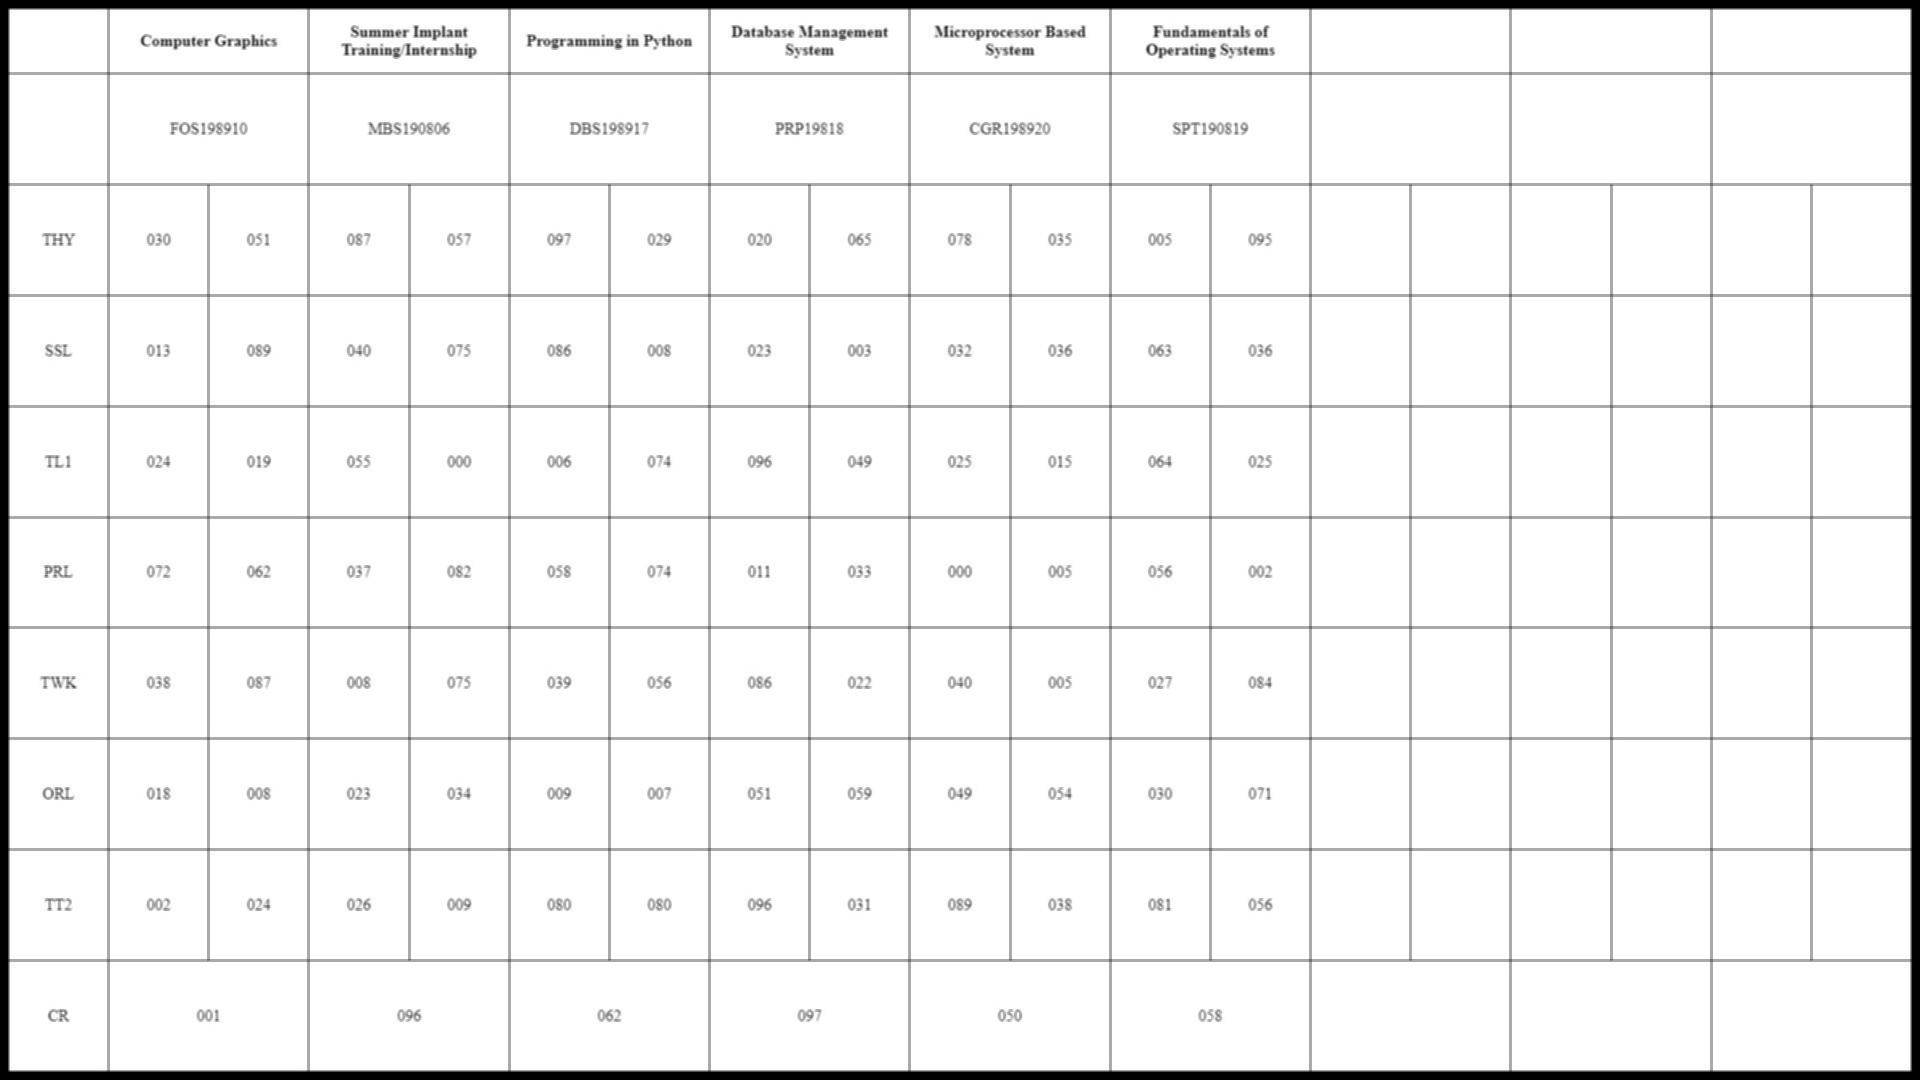 Computer Graphics Summer Implant Training/Internship Programming in Python Database Management System Microprocessor Based System Fundamentals of Operating Systems
FOS198910 MBS190806 DBS198917 PRP19818 CGR198920 SPT190819
THY 030 051 087 057 097 029 020 065 078 035 005 095
SSL 013 089 040 075 086 008 023 003 032 036 063 036
TL1 024 019 055 000 006 074 096 049 025 015 064 025
PRL 072 062 037 082 058 074 011 033 000 005 056 002
TWK 038 087 008 075 039 056 086 022 040 005 027 084
ORL 018 008 023 034 009 007 051 059 049 054 030 071
TT2 002 024 026 009 080 080 096 031 089 038 081 056
CR 001 096 062 097 050 058